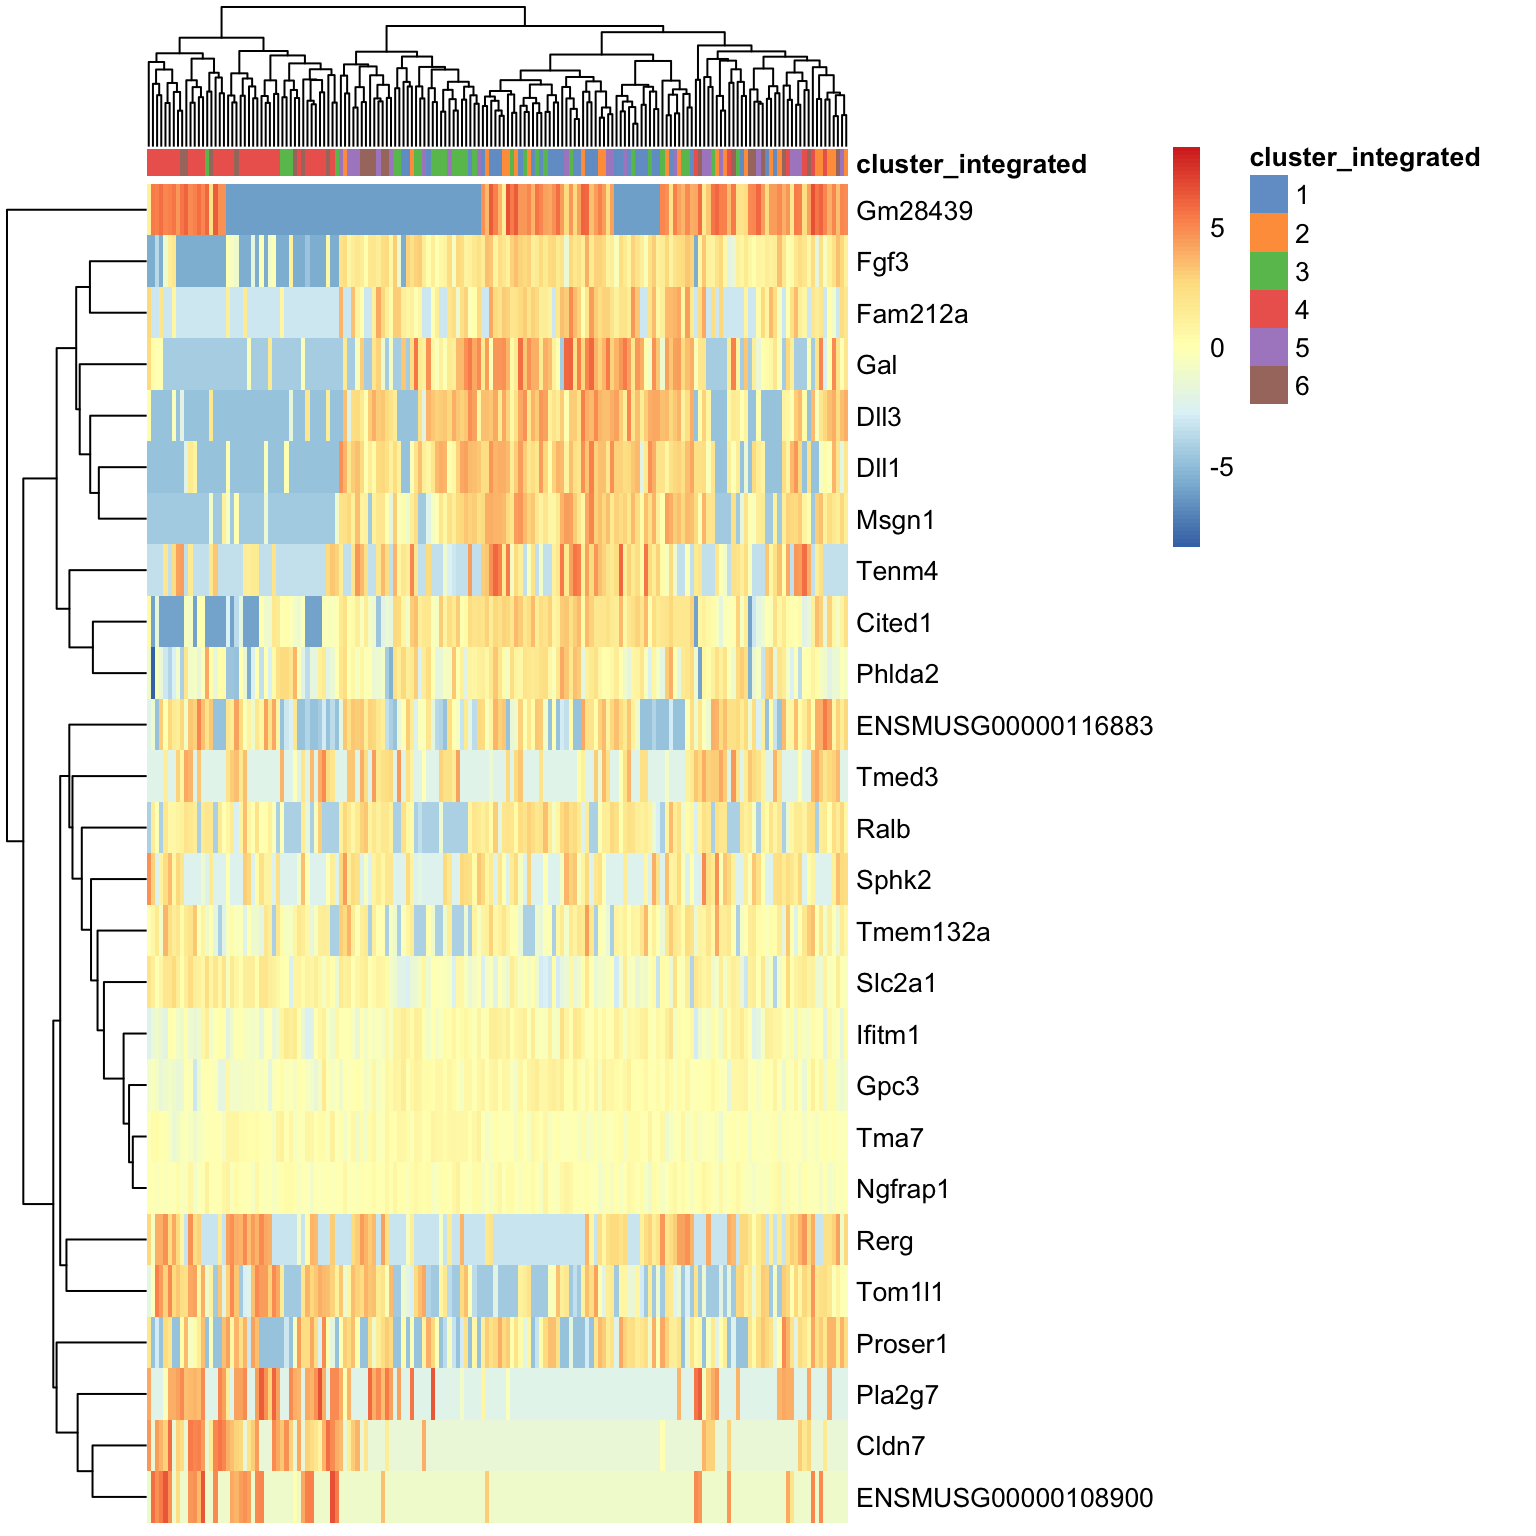 cluster_integrated
Gm28439
Fgf3
Fam212a
Gal
Dll3
Dll1
Msgn1
Tenm4
Cited1
Phlda2
ENSMUSG00000116883
Tmed3
Ralb
Sphk2
Tmem132a
Slc2a1
Ifitm1
Gpc3
Tma7
Ngfrap1
Rerg
Tom1l1
Proser1
Pla2g7
Cldn7
ENSMUSG00000108900
5
0
-5
cluster_integrated
1
2
3
4
5
6